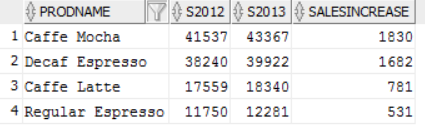 PRODNAME S2012 S2013 SALESINCREASE
1 Caffe Mocha 41537 43367 1830
2 Decaf Espresso 38240 39922 1682
3 Caffe Latte 17559 18340 781
4 Regular Espresso 11750 12281 531